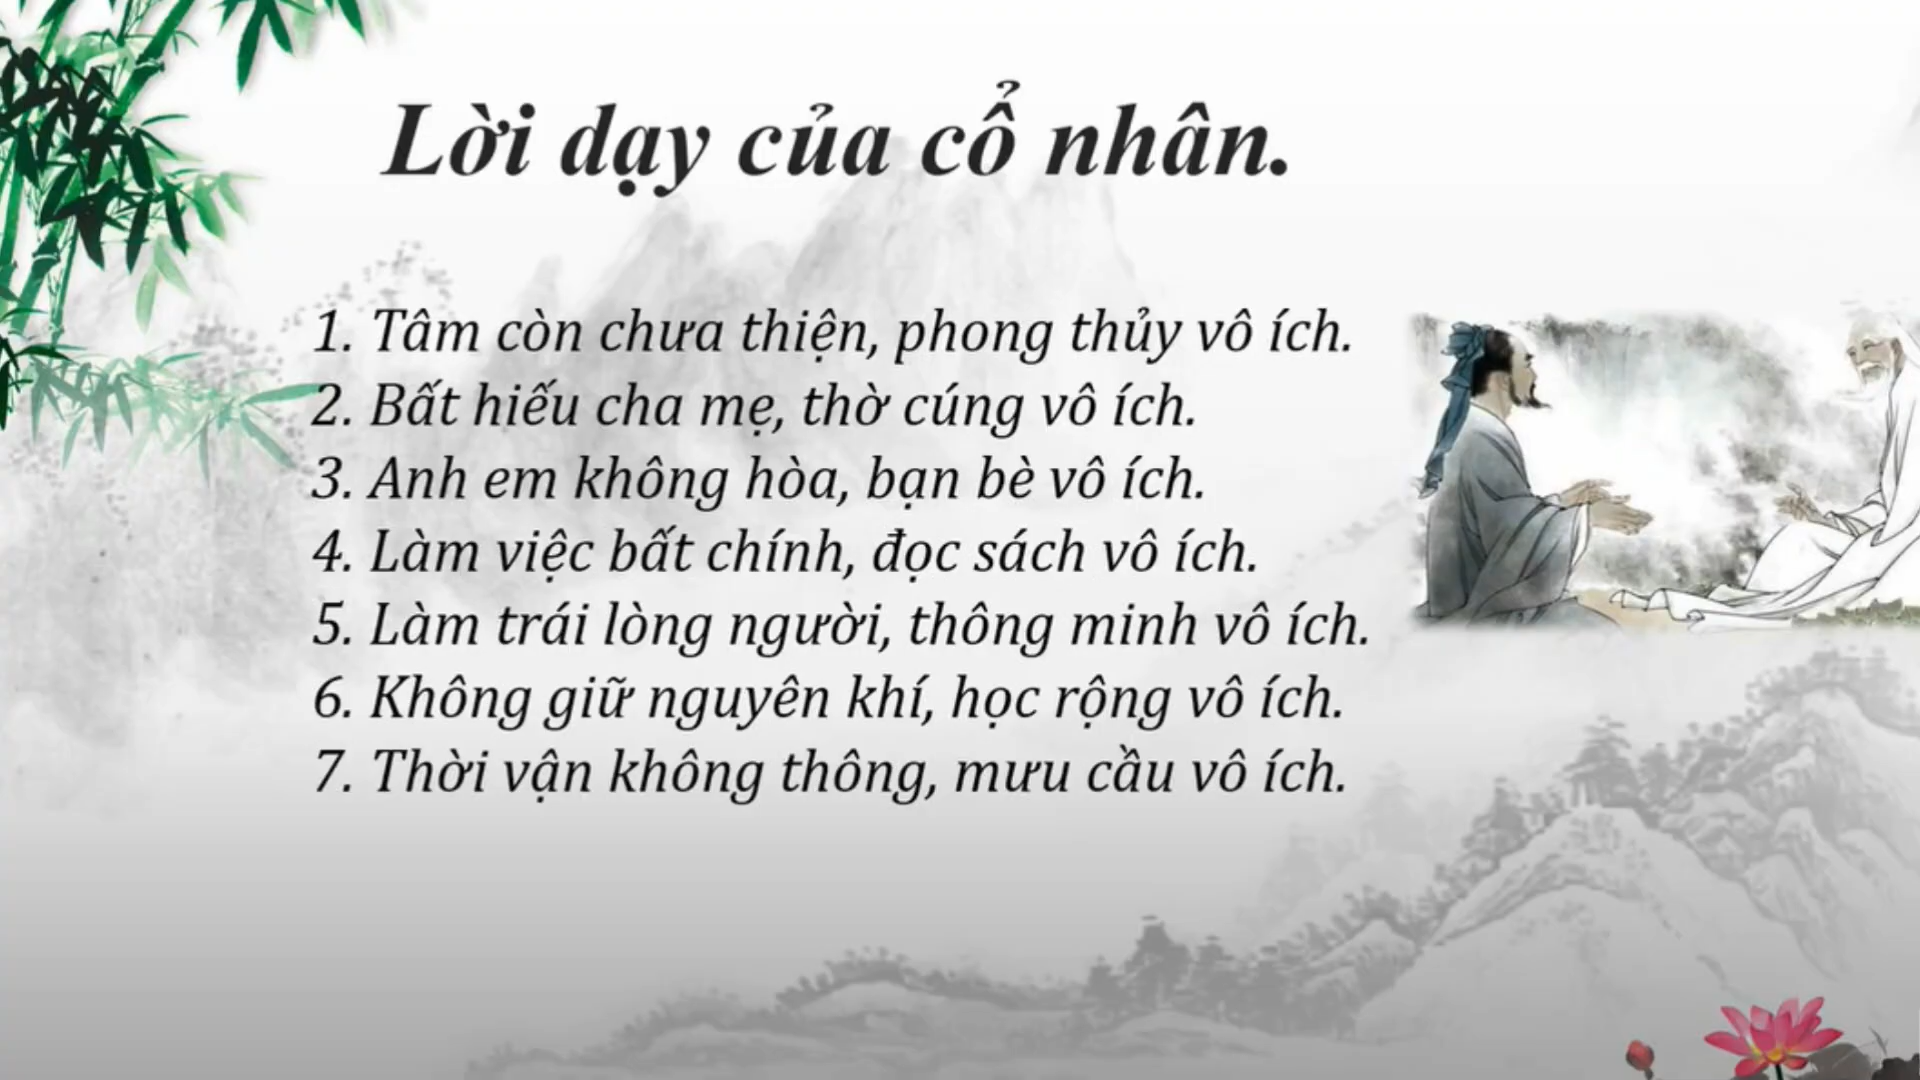 Lời dạy của cổ nhân.
1. Tâm còn chưa thiện, phong thủy vô ích.
2. Bất hiếu cha mẹ, thờ cúng vô ích.
3. Anh em không hòa, bạn bè vô ích.
4. Làm việc bất chính, đọc sách vô ích.
5. Làm trái lòng người, thông minh vô ích.
6. Không giữ nguyên khí, học rộng vô ích.
7. Thời vận không thông, mưu cầu vô ích.